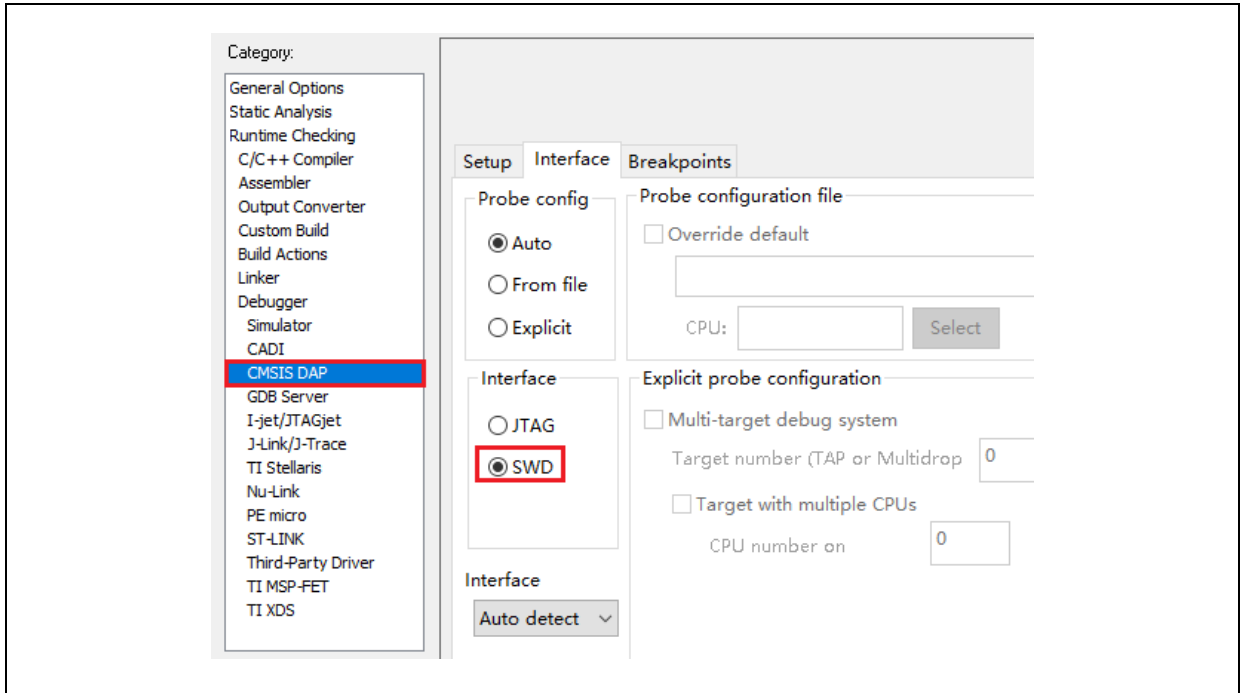 Category:
General Options
Static Analysis
Runtime Checking
C/C++ Compiler
Assembler
Output Converter
Custom Build
Build Actions
Linker
Debugger
Simulator
CADI
CMSIS DAP
GDB Server
I-jet/JTAGjet
J-Link/J-Trace
TI Stellaris
Nu-Link
PE micro
ST-LINK
Third-Party Driver
TI MSP-FET
TI XDS
Setup Interface Breakpoints
Probe config
Auto
From file
Explicit
Probe configuration file
Override default
CPU: Select
Interface
JTAG
SWD
Explicit probe configuration
Multi-target debug system
Target number (TAP or Multidrop 0
Target with multiple CPUs
CPU number on 0
Interface
Auto detect